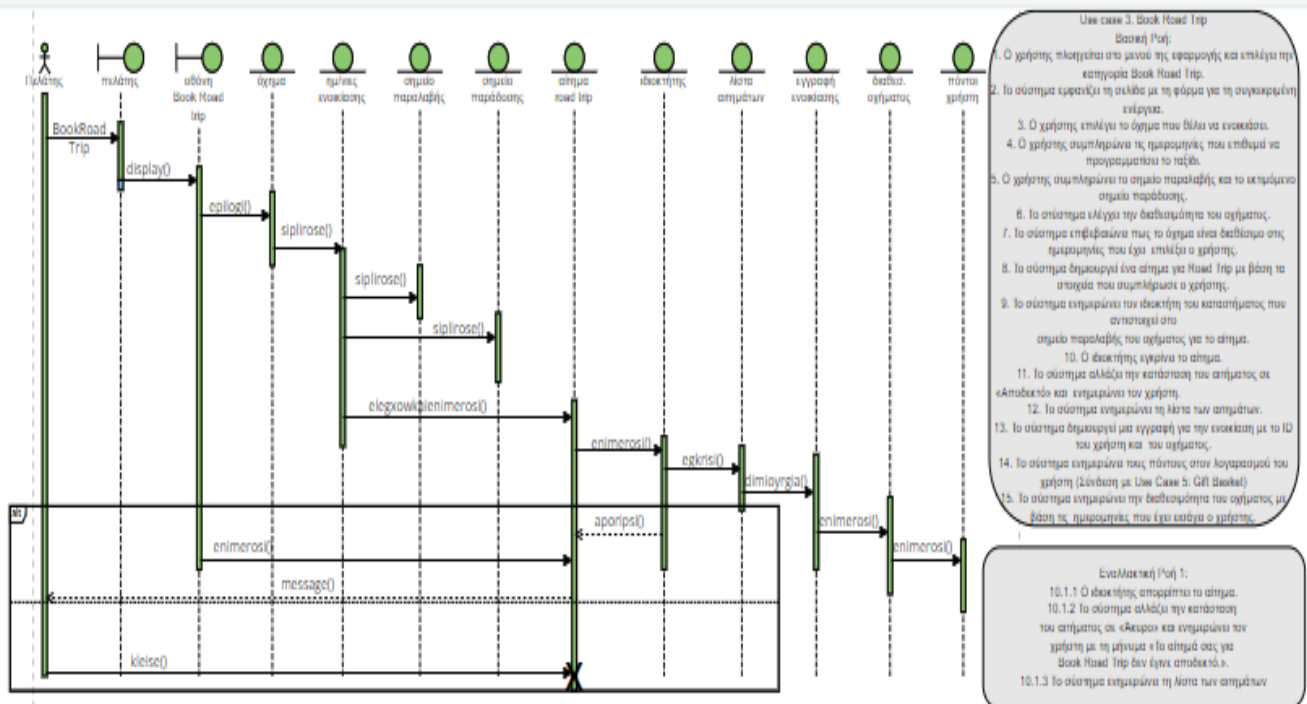 Πελάτης
πελάτης
οθόνη
Book Road
trip
όχημα
ημ/νιες
ενοικίασης
σημείο
παραλαβής
σημείο
παράδοσης
αίτημα
road trip
ιδιοκτήτης
λίστα
αιτημάτων
εγγραφή
ενοικίασης
διαθεσ.
οχήματος
πόντοι
χρήστη
BookRoad
Trip
display()
epilogi()
siplirose()
siplirose()
siplirose()
elegxowkaienimerosi()
enimerosi()
egkrisi()
dimioyrgia()
enimerosi()
enimerosi()
alt
aporipsi()
enimerosi()
message()
kleise()
Use case 3. Book Road Trip
Βασική Ροή:
1. Ο χρήστης πλοηγείται στο μενού της εφαρμογής και επιλέγει την
κατηγορία Book Road Trip.
2. Το σύστημα εμφανίζει τη σελίδα με τη φόρμα για τη συγκεκριμένη
ενέργεια.
3. Ο χρήστης επιλέγει το όχημα που θέλει να ενοικιάσει.
4. Ο χρήστης συμπληρώνει τις ημερομηνίες που επιθυμεί να
προγραμματίσει το ταξίδι.
5. Ο χρήστης συμπληρώνει το σημείο παραλαβής και το εκτιμόμενο
σημείο παράδοσης.
6. Το σύστημα ελέγχει την διαθεσιμότητα του οχήματος.
7. Το σύστημα επιβεβαιώνει πως το όχημα είναι διαθέσιμο στις
ημερομηνίες που έχει επιλέξει ο χρήστης.
8. Το σύστημα δημιουργεί ένα αίτημα για Road Trip με βάση τα
στοιχεία που συμπλήρωσε ο χρήστης.
9. Το σύστημα ενημερώνει τον ιδιοκτήτη του καταστήματος που
αντιστοιχεί στο
σημείο παραλαβής του οχήματος για το αίτημα.
10. Ο ιδιοκτήτης εγκρίνει το αίτημα.
11. Το σύστημα αλλάζει την κατάσταση του αιτήματος σε
«Αποδεκτό» και ενημερώνει τον χρήστη.
12. Το σύστημα ενημερώνει τη λίστα των αιτημάτων.
13. Το σύστημα δημιουργεί μια εγγραφή για την ενοικίαση με το ID
του χρήστη και του οχήματος.
14. Το σύστημα ενημερώνει τους πόντους στον λογαριασμό του
χρήστη (Σύνδεση με Use Case 5: Gift Basket)
15. Το σύστημα ενημερώνει την διαθεσιμότητα του οχήματος με
βάση τις ημερομηνίες που έχει εισάγει ο χρήστης.
Εναλλακτική Ροή 1:
10.1.1 Ο ιδιοκτήτης απορρίπτει το αίτημα.
10.1.2 Το σύστημα αλλάζει την κατάσταση
του αιτήματος σε «Άκυρο» και ενημερώνει τον
χρήστη με τη μήνυμα «Το αίτημά σας για
Book Road Trip δεν έγινε αποδεκτό.».
10.1.3 Το σύστημα ενημερώνει τη λίστα των αιτημάτων